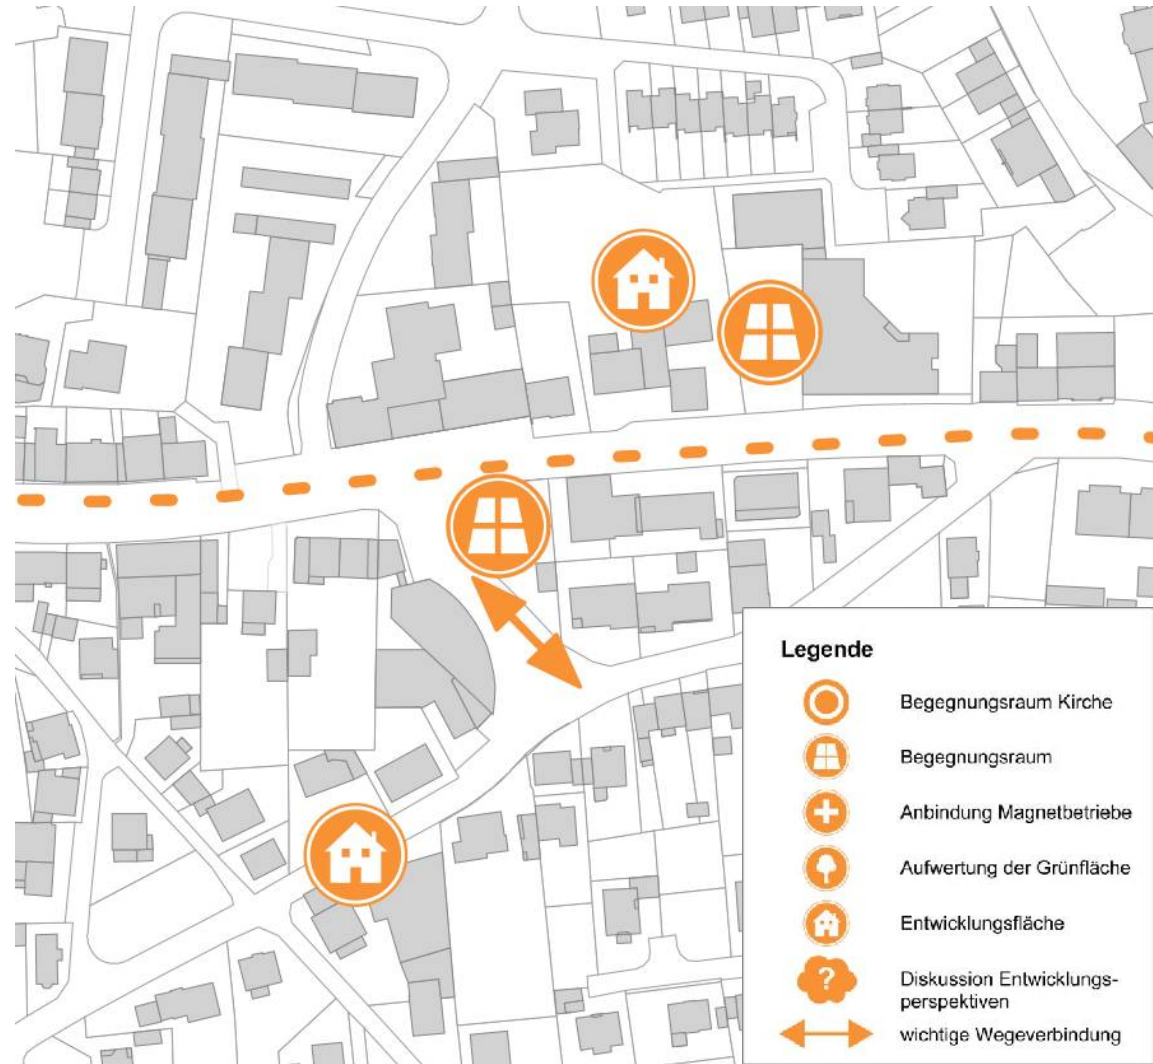 Legende
Begegnungsraum Kirche
Begegnungsraum
Anbindung Magnetbetriebe
Aufwertung der Grünfläche
Entwicklungsfläche
?
Diskussion Entwicklungs-
perspektiven
wichtige Wegeverbindung